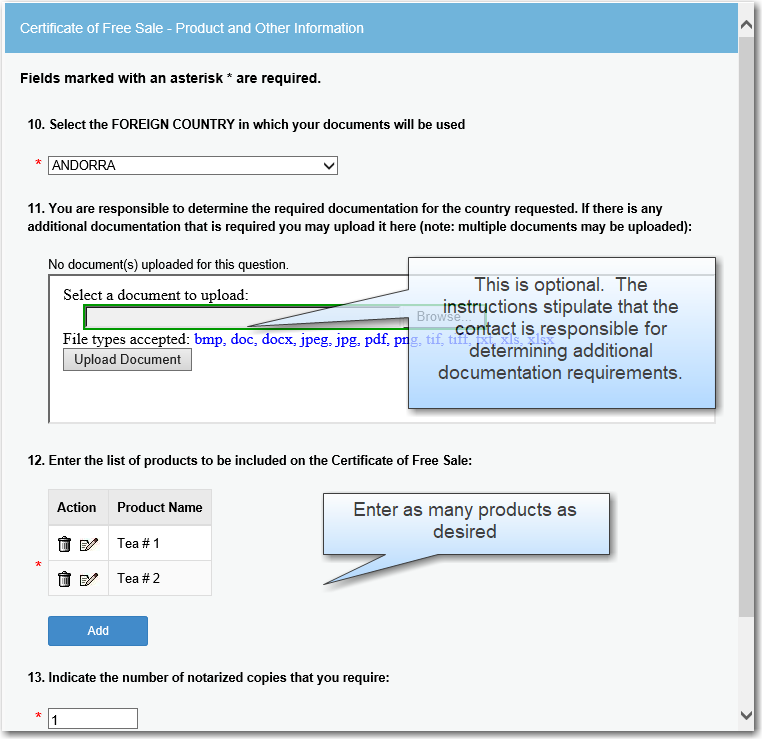 Certificate of Free Sale - Product and Other Information
Fields marked with an asterisk * are required.
10. Select the FOREIGN COUNTRY in which your documents will be used
* ANDORRA
11. You are responsible to determine the required documentation for the country requested. If there is any
additional documentation that is required you may upload it here (note: multiple documents may be uploaded):
No document(s) uploaded for this question.
Select a document to upload:
Browse...
File types accepted: bmp, doc, docx, jpeg, jpg, pdf, png, tif, tiff, txt, xls, xlsx
Upload Document
This is optional. The
instructions stipulate that the
contact is responsible for
determining additional
documentation requirements.
12. Enter the list of products to be included on the Certificate of Free Sale:
Action Product Name
Tea # 1
*
Tea # 2
Enter as many products as
desired
Add
13. Indicate the number of notarized copies that you require:
* 1